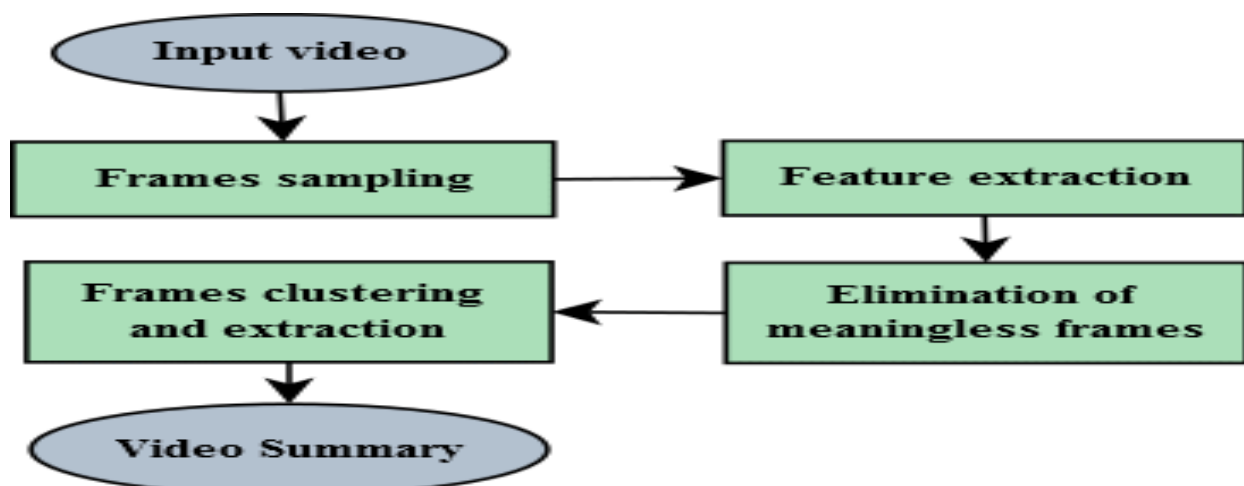 Input video
Frames sampling
Feature extraction
Elimination of
meaningless frames
Frames clustering
and extraction
Video Summary